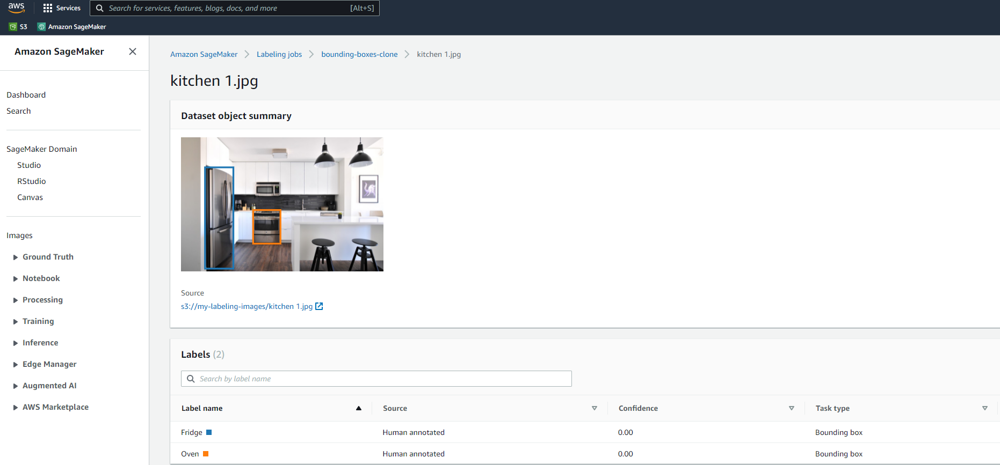 aws
Services
Search for services, features, blogs, docs, and more
[Alt+S]
S3
Amazon SageMaker
Amazon SageMaker
Dashboard
Search
SageMaker Domain
Studio
RStudio
Canvas
Images
Ground Truth
Notebook
Processing
Training
Inference
Edge Manager
Augmented AI
AWS Marketplace
Amazon SageMaker
Labeling jobs
bounding-boxes-clone
kitchen 1.jpg
kitchen 1.jpg
Dataset object summary
Source
s3://my-labeling-images/kitchen 1.jpg
Labels (2)
Search by label name
Label name Source Confidence Task type
Fridge Human annotated 0.00 Bounding box
Oven Human annotated 0.00 Bounding box